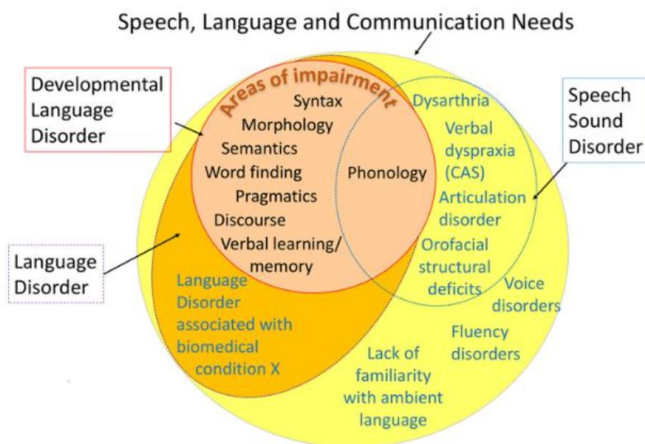 Speech, Language and Communication Needs
Developmental
Language
Disorder
Areas of impairment
Syntax
Morphology
Semantics
Word finding
Pragmatics
Discourse
Verbal learning/
memory
Phonology
Dysarthria
Verbal
dyspraxia
(CAS)
Articulation
disorder
Orofacial
structural
deficits
Speech
Sound
Disorder
Language
Disorder
Language
Disorder
associated with
biomedical
condition X
Voice
disorders
Fluency
disorders
Lack of
familiarity
with ambient
language